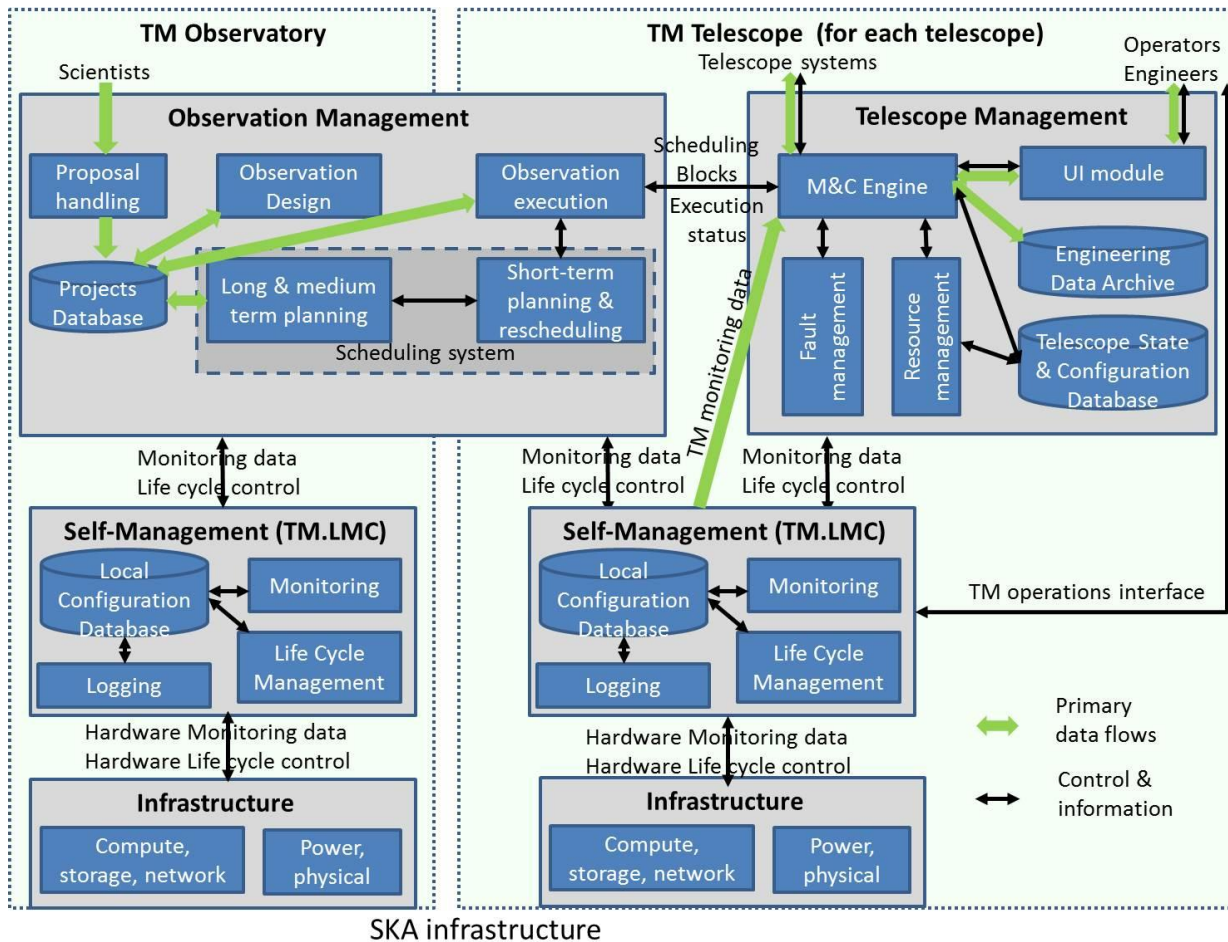 TM Observatory
TM Telescope (for each telescope)
Scientists
Telescope systems
Operators
Engineers
Observation Management
Telescope Management
Proposal
handling
Observation
Design
Observation
execution
Scheduling
Blocks
Execution
status
M&C Engine
UI module
Projects
Database
Long & medium
term planning
Short-term
planning &
rescheduling
Scheduling system
TM monitoring data
Fault
management
Resource
management
Engineering
Data Archive
Telescope State
& Configuration
Database
Monitoring data
Life cycle control
Monitoring data
Life cycle control
Monitoring data
Life cycle control
Self-Management (TM.LMC)
Local
Configuration
Database
Monitoring
Life Cycle
Management
Logging
Self-Management (TM.LMC)
Local
Configuration
Database
Monitoring
Life Cycle
Management
Logging
TM operations interface
Hardware Monitoring data
Hardware Life cycle control
Hardware Monitoring data
Hardware Life cycle control
Infrastructure
Compute,
storage, network
Power,
physical
Infrastructure
Compute,
storage, network
Power,
physical
Primary
data flows
Control &
information
SKA infrastructure